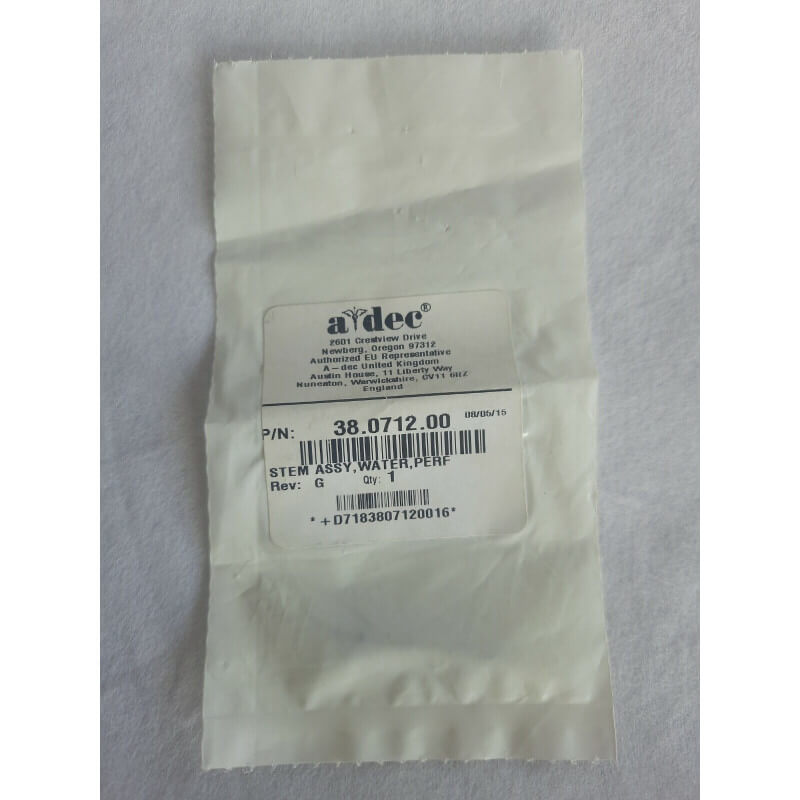 a dec®
2601 Crestview Drive
Newberg, Oregon 97312
Authorized EU Representative
A-dec United Kingdom
Austin House, 11 Liberty Way
Nuneaton, Warwickshire, CV11 6RZ
England
P/N: 38.0712.00 08/05/15
STEM ASSY,WATER,PERF
Rev: G Qty: 1
*+D7183807120016*